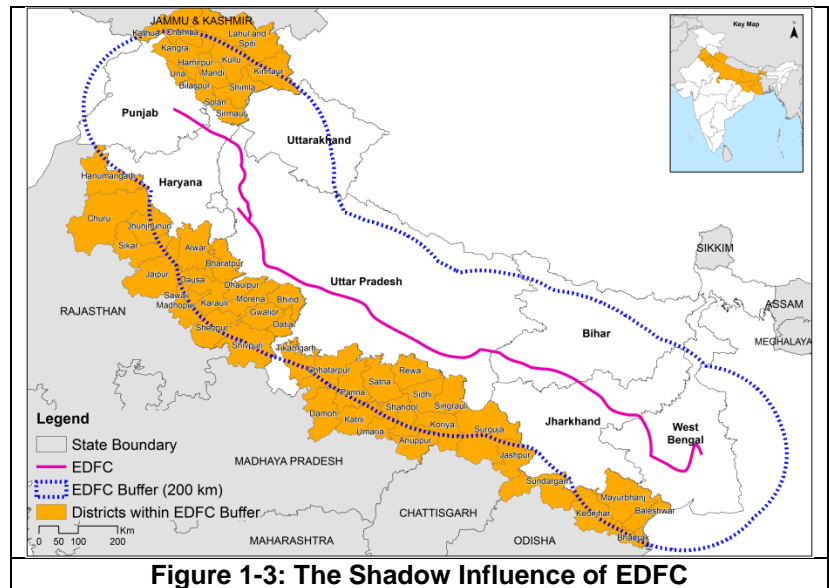 JAMMU & KASHMIR
Key Map
N
Kathua
Chamba
Lahul and
Spiti
Kangra
Kullu
Hamirpur
Mandi
Kinnaur
Una
Bilaspur
Shimla
Solan
Sirmaur
Punjab
Uttarakhand
Haryana
Hanumangarh
Churu
Jhunjhunun
Sikar
Alwar
Bharatpur
Jaipur
Dausa
Dhaulpur
Sawai
Madhopur
Karauli
Morena
Bhind
Gwalior
Sheopur
Datia
Shivpuri
RAJASTHAN
Uttar Pradesh
SIKKIM
ASSAM
MEGHALAYA
Bihar
Tikamgarh
Chhatarpur
Rewa
Satna
Panna
Sidhi
Singrauli
Damoh
Shahdol
Katni
Koriya
Surguja
Umaria
Anuppur
Jashpur
Jharkhand
West
Bengal
Sundargarh
Mayurbhanj
Keonjhar
Baleshwar
Bhadrak
MADHAYA PRADESH
CHATTISGARH
MAHARASHTRA
ODISHA
Legend
State Boundary
EDFC
EDFC Buffer (200 km)
Districts within EDFC Buffer
Km
0 50 100 200
Figure 1-3: The Shadow Influence of EDFC